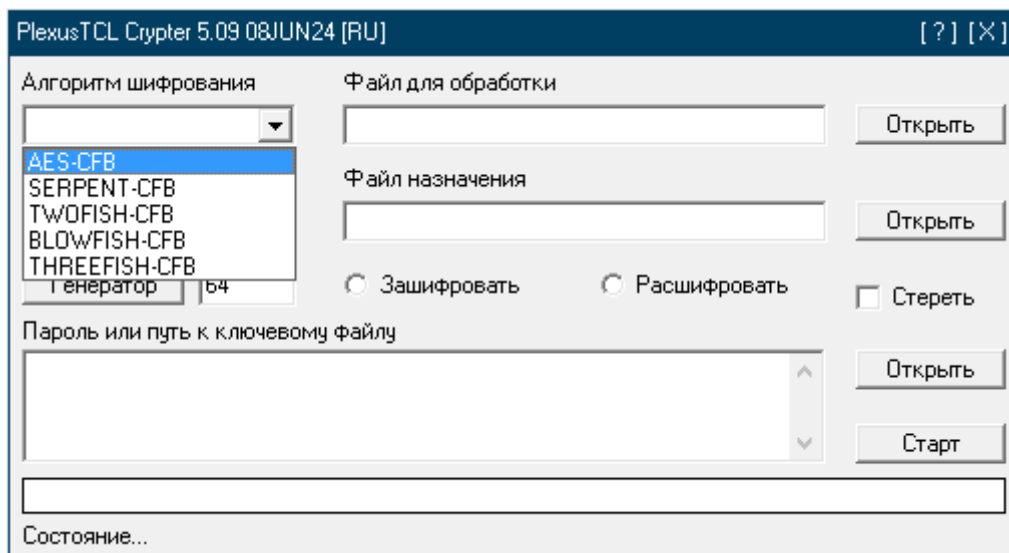 PlexusTCL Crypter 5.09 08JUN24 [RU] [ ? ] [X]
Алгоритм шифрования
Файл для обработки
Открыть
AES-CFB
SERPENT-CFB
TWOFISH-CFB
BLOWFISH-CFB
THREEFISH-CFB
Файл назначения
Открыть
Генератор 64
Зашифровать
Расшифровать
Стереть
Пароль или путь к ключевому файлу
Открыть
Старт
Состояние...